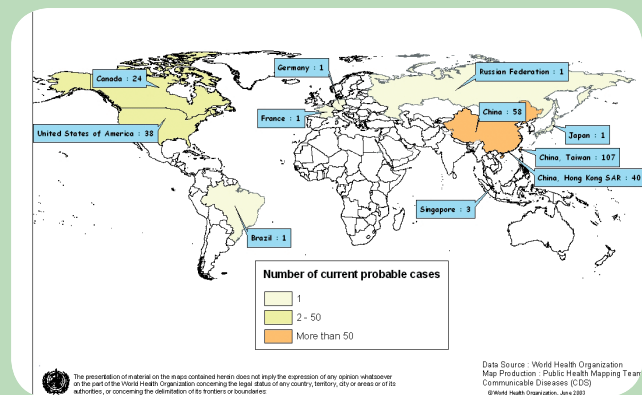 Germany : 1
Canada : 24
Russian Federation : 1
China : 58
France : 1
United States of America : 38
Japan : 1
China, Taiwan : 107
China, Hong Kong SAR : 40
Singapore : 3
Brazil : 1
Number of current probable cases
1
2 - 50
More than 50
The presentation of material on the maps contained herein does not imply the expression of any opinion whatsoever
on the part of the World Health Organization concerning the legal status of any country, territory, city or areas or of its
authorities, or concerning the delimitation of its frontiers or boundaries
Data Source : World Health Organization
Map Production : Public Health Mapping Team
Communicable Diseases (CDS)
©World Health Organization, June 2003